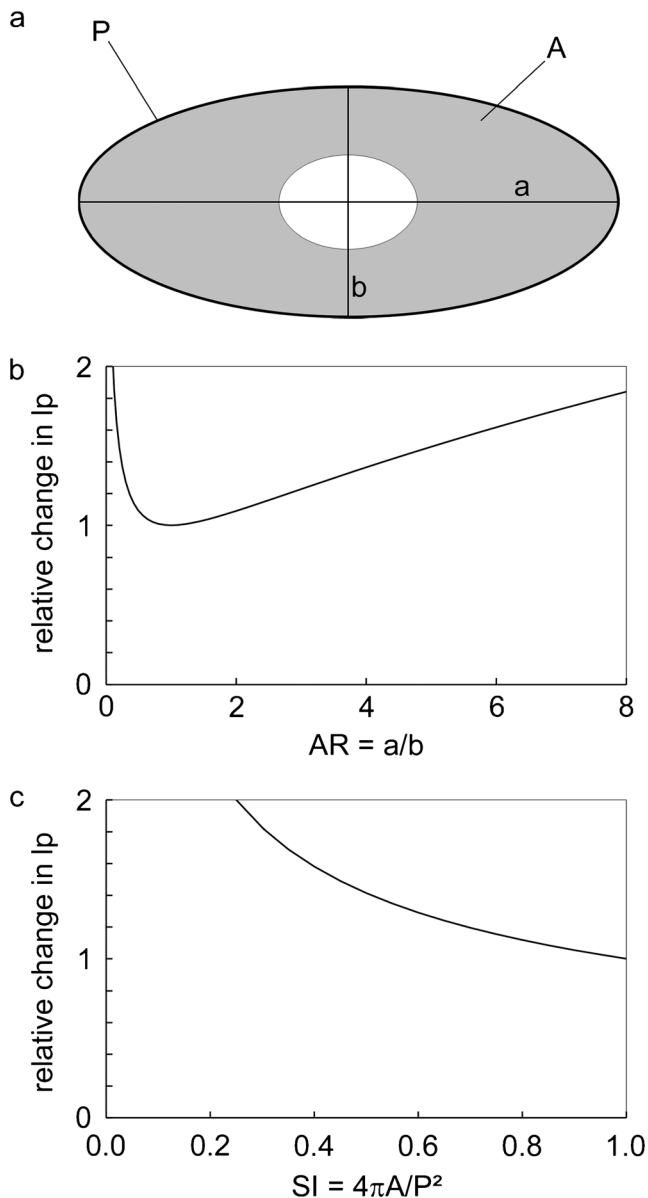 a
P
A
a
b
b
relative change in Ip
2
1
0
0 2 4 6 8
AR = a/b
c
relative change in Ip
2
1
0
0.0 0.2 0.4 0.6 0.8 1.0
SI = 4πA/P²